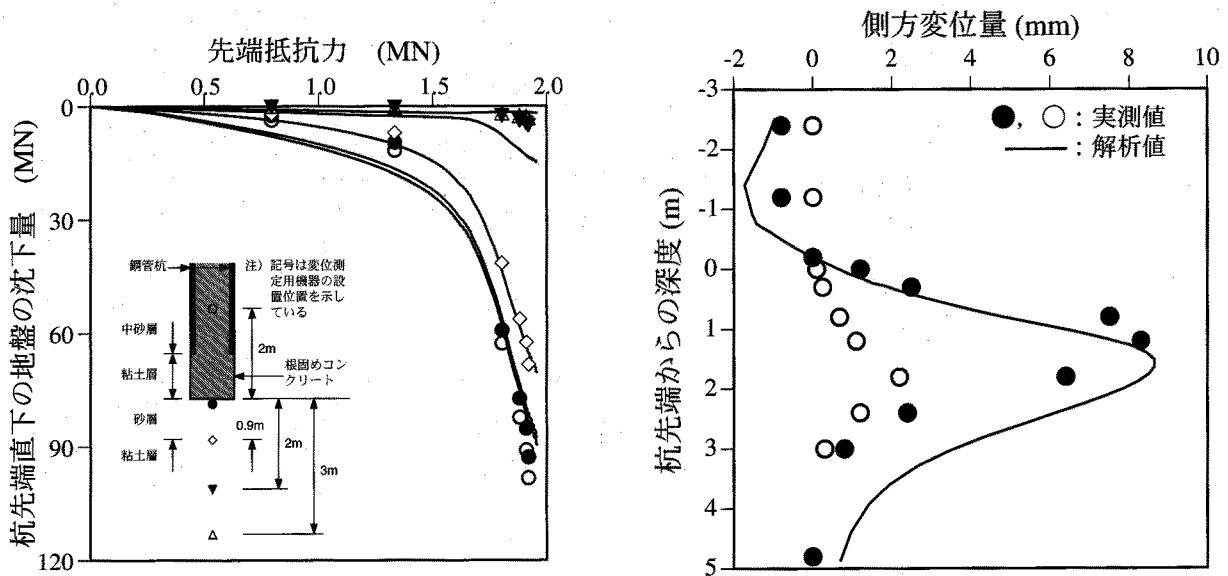 先端抵抗力 (MN)
0.0 0.5 1.0 1.5 2.0
杭先端直下の地盤の沈下量 (MN)
0
30
60
90
120
鋼管杭
注) 記号は変位測
定用機器の設
置位置を示し
ている
中砂層
2m
粘土層
根固めコン
クリート
砂層
0.9m
2m
粘土層
3m
側方変位量 (mm)
-2 0 2 4 6 8 10
杭先端からの深度 (m)
-3
-2
-1
0
1
2
3
4
5
●, ○ : 実測値
— : 解析値